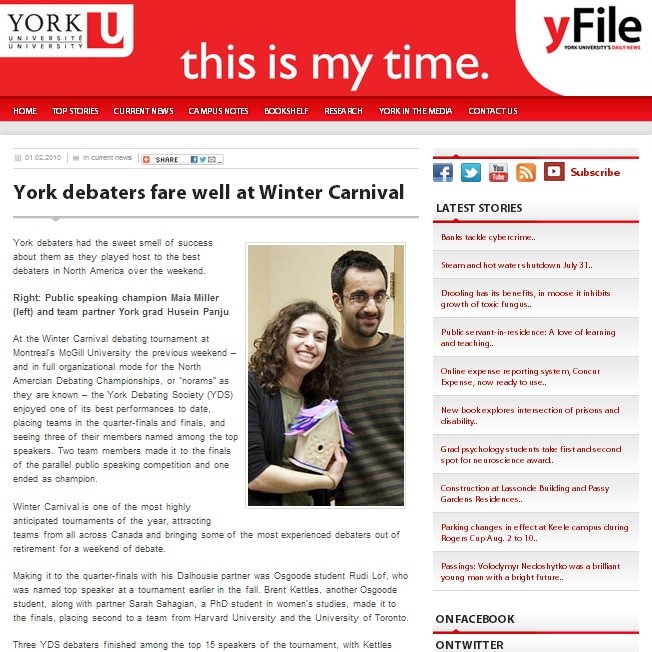 YORK U
UNIVERSITÉ
UNIVERSITY
this is my time.
yFile
YORK UNIVERSITY'S DAILY NEWS
HOME TOP STORIES CURRENT NEWS CAMPUS NOTES BOOKSHELF RESEARCH YORK IN THE MEDIA CONTACT US
01.02.2010 In current news SHARE
York debaters fare well at Winter Carnival
York debaters had the sweet smell of success
about them as they played host to the best
debaters in North America over the weekend.
Right: Public speaking champion Maia Miller
(left) and team partner York grad Husein Panju
At the Winter Carnival debating tournament at
Montreal's McGill University the previous weekend –
and in full organizational mode for the North
Amercian Debating Championships, or “norams” as
they are known – the York Debating Society (YDS)
enjoyed one of its best performances to date,
placing teams in the quarter-finals and finals, and
seeing three of their members named among the top
speakers. Two team members made it to the finals
of the parallel public speaking competition and one
ended as champion.
Winter Carnival is one of the most highly
anticipated tournaments of the year, attracting
teams from all across Canada and bringing some of the most experienced debaters out of
retirement for a weekend of debate.
Making it to the quarter-finals with his Dalhousie partner was Osgoode student Rudi Lof, who
was named top speaker at a tournament earlier in the fall. Brent Kettles, another Osgoode
student, along with partner Sarah Sahagian, a PhD student in women's studies, made it to
the finals, placing second to a team from Harvard University and the University of Toronto.
Three YDS debaters finished among the top 15 speakers of the tournament, with Kettles
You Tube Subscribe
LATEST STORIES
Banks tackle cybercrime..
Steam and hot water shutdown July 31..
Drooling has its benefits, in moose it inhibits
growth of toxic fungus..
Public servant-in-residence: A love of learning
and teaching..
Online expense reporting system, Concur
Expense, now ready to use..
New book explores intersection of prisons and
disability..
Grad psychology students take first and second
spot for neuroscience award..
Construction at Lassonde Building and Passy
Gardens Residences..
Parking changes in effect at Keele campus during
Rogers Cup Aug. 2 to 10..
Passings: Volodymyr Nedoshytko was a brilliant
young man with a bright future..
ON FACEBOOK
ON TWITTER